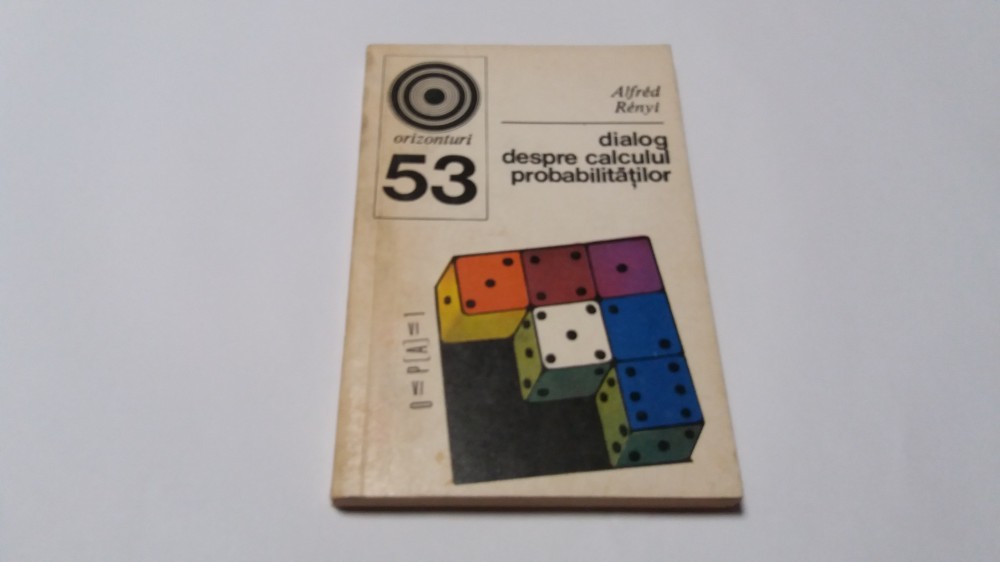 orizonturi
53
Alfréd
Rényi
dialog
despre calculul
probabilităților
0 ≤ P[A] ≤ 1